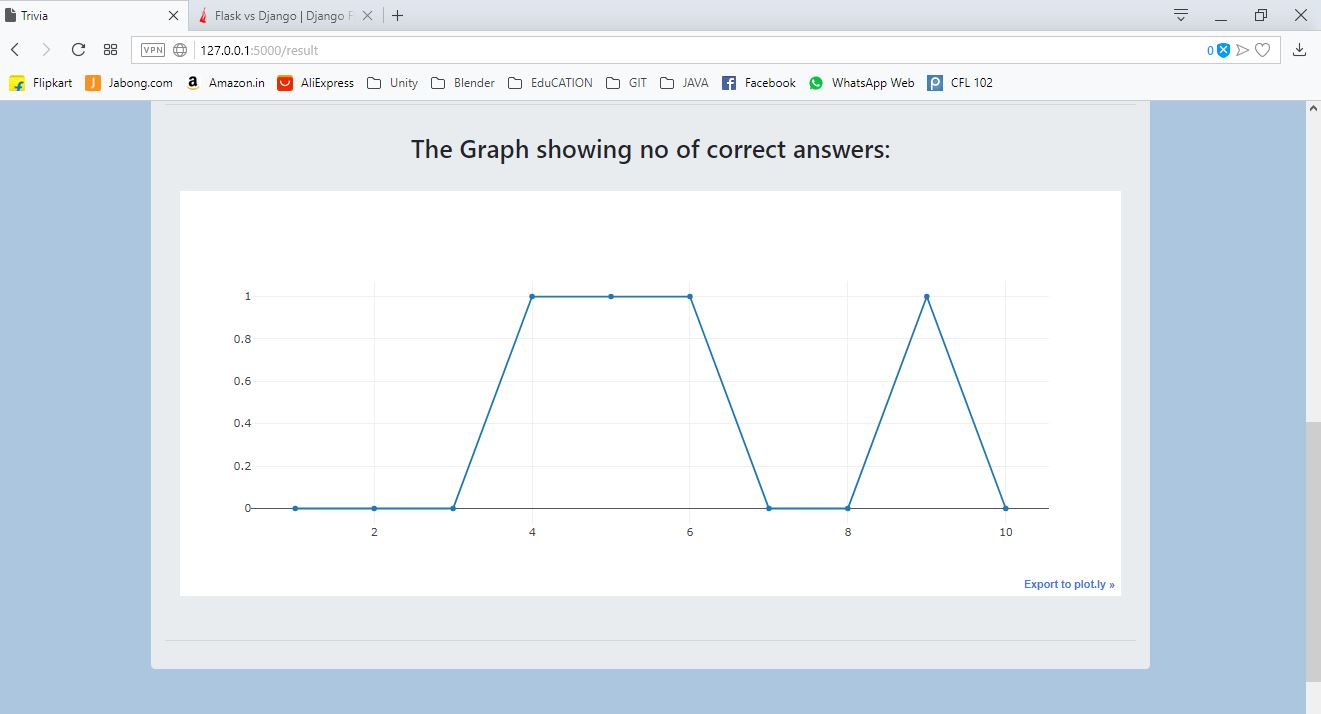 Trivia
Flask vs Django | Django F
VPN
127.0.0.1:5000/result
0
Flipkart
Jabong.com
Amazon.in
AliExpress
Unity
Blender
EduCATION
GIT
JAVA
Facebook
WhatsApp Web
CFL 102
The Graph showing no of correct answers:
1
0.8
0.6
0.4
0.2
0
2
4
6
8
10
Export to plot.ly »